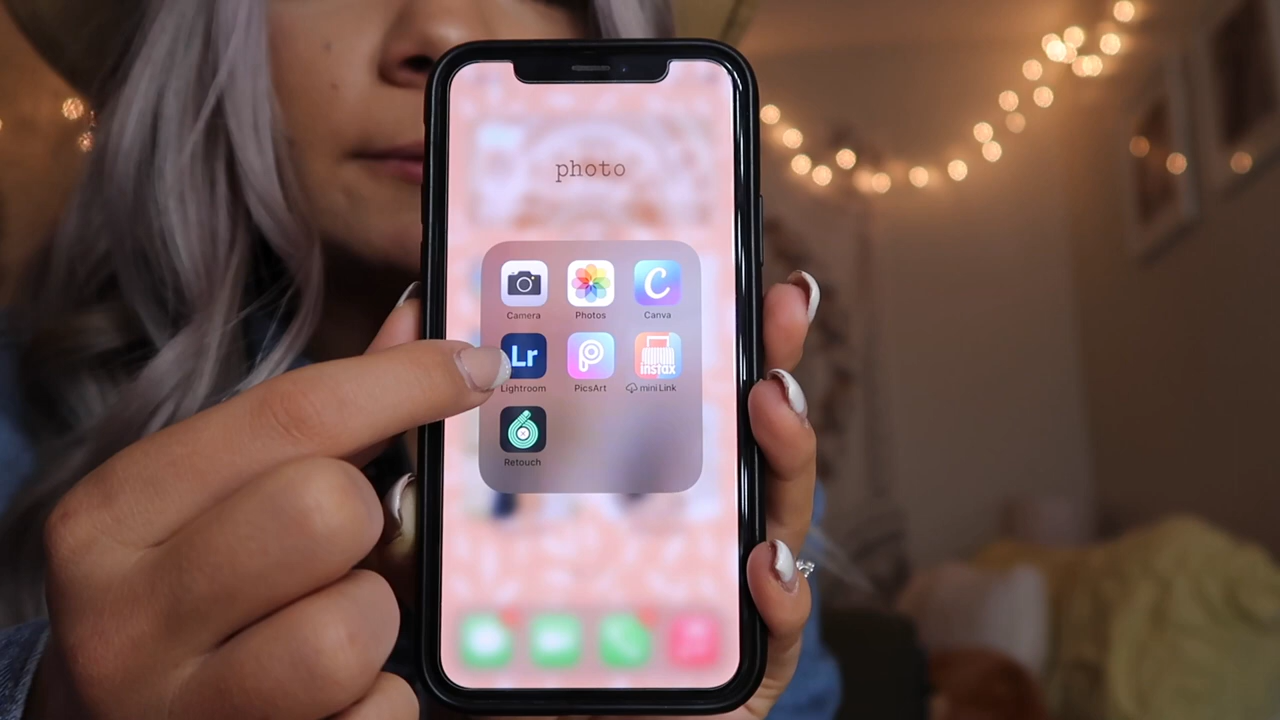 photo
Camera Photos Canva
Lr
Lightroom PicsArt instax
mini Link
Retouch